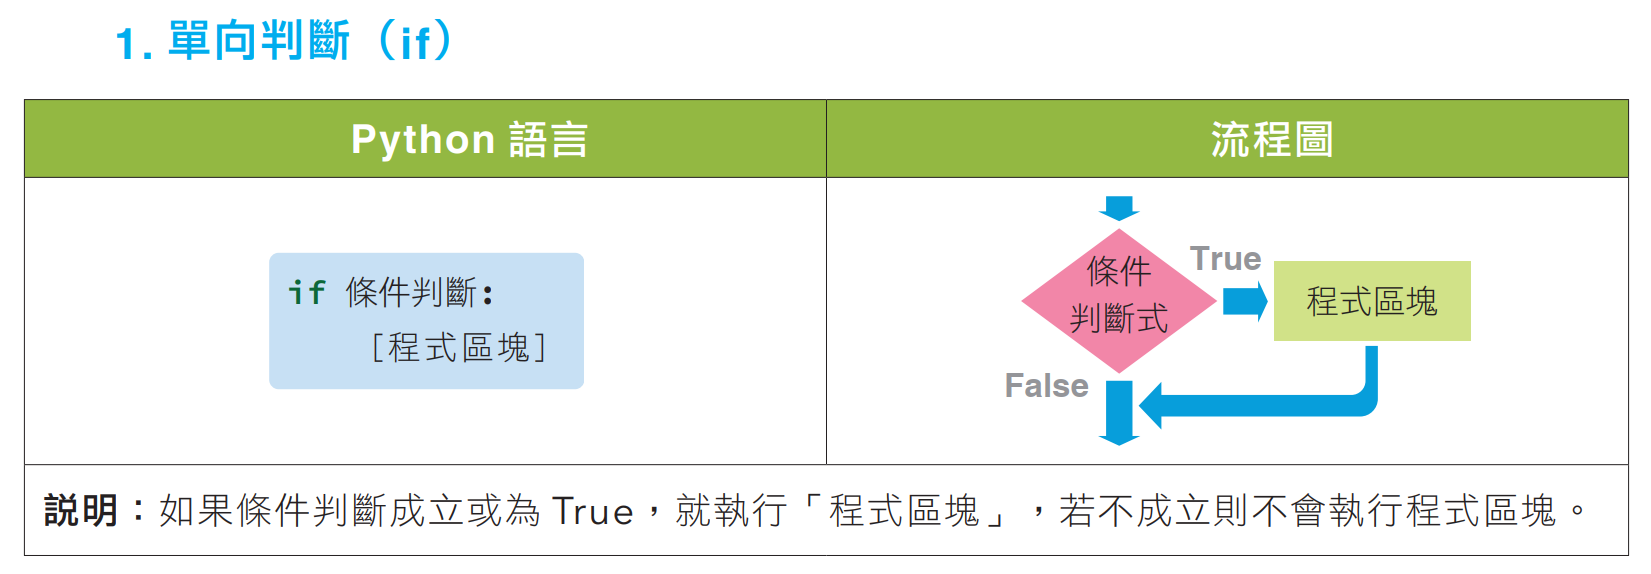 1. 單向判斷（if）
Python 語言
流程圖
if 條件判斷:
[程式區塊]
條件
判斷式
True
程式區塊
False
說明：如果條件判斷成立或為 True，就執行「程式區塊」，若不成立則不會執行程式區塊。